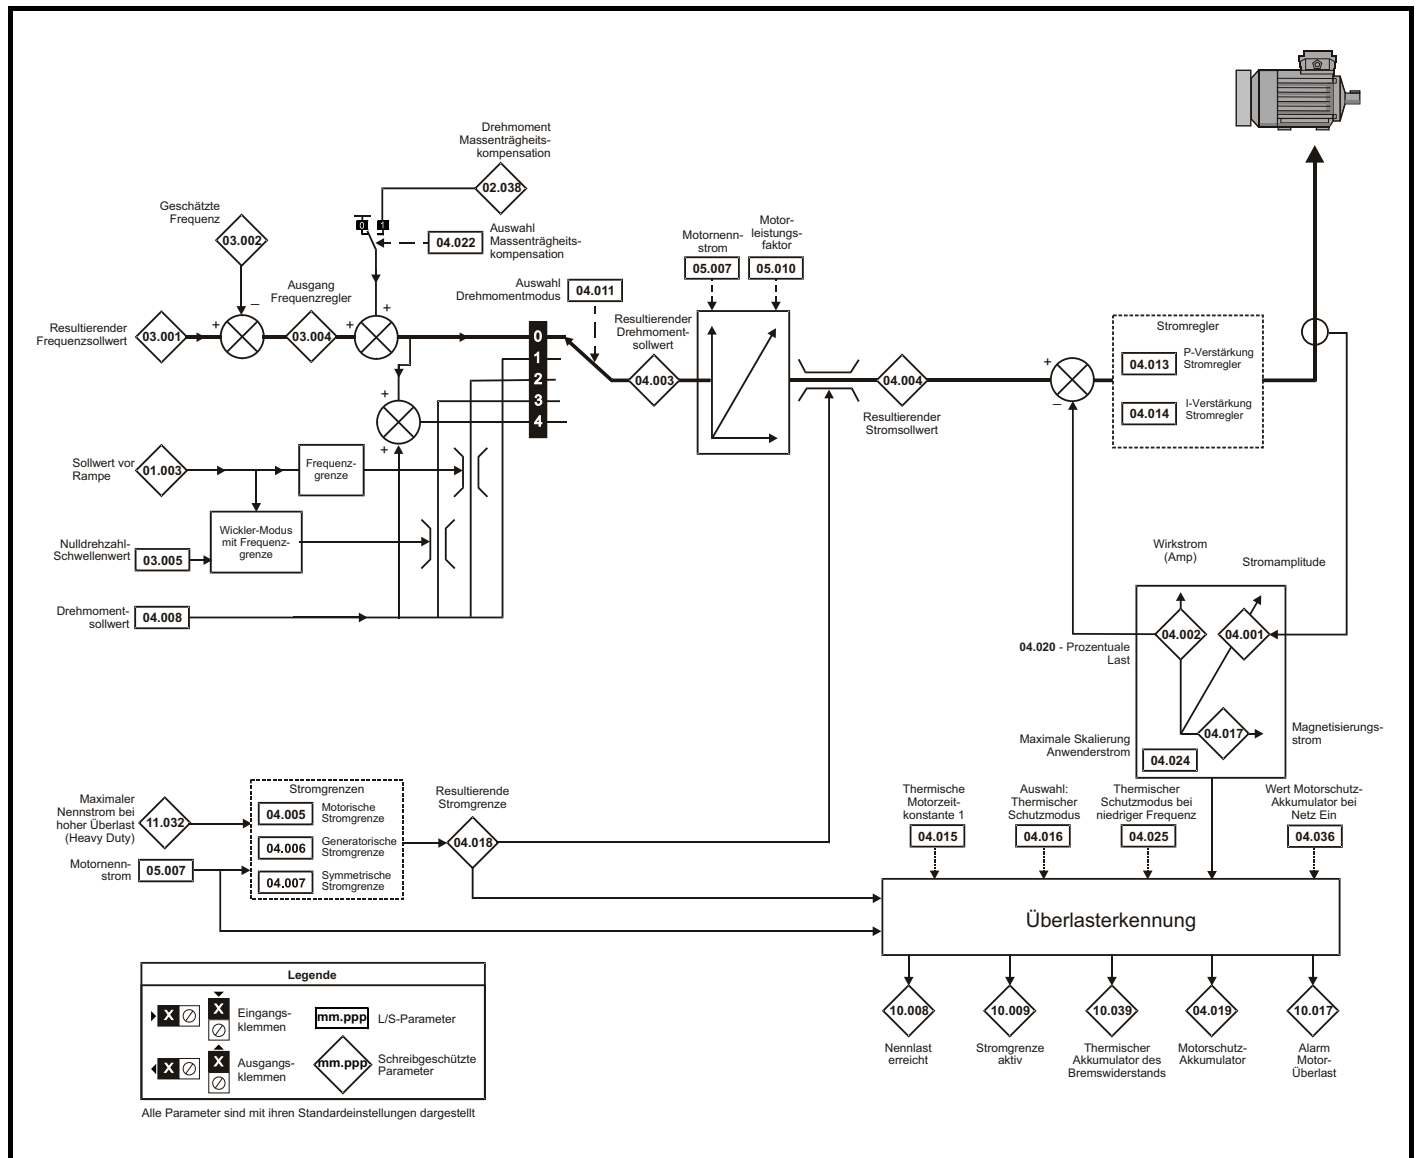 Drehmoment
Massenträgheits-
kompensation
02.038
Geschätzte
Frequenz
03.002
0
1
04.022
Auswahl
Massenträgheits-
kompensation
Motornenn-
strom
05.007
Motor-
leistungs-
faktor
05.010
Ausgang
Frequenzregler
Auswahl
Drehmomentmodus
04.011
Resultierender
Frequenzsollwert
03.001
+
–
03.004
+
+
0
1
2
3
4
Resultierender
Drehmoment-
sollwert
04.003
04.004
Resultierender
Stromsollwert
+
–
Stromregler
04.013
P-Verstärkung
Stromregler
04.014
I-Verstärkung
Stromregler
+
+
Sollwert vor
Rampe
01.003
Frequenz-
grenze
Nulldrehzahl-
Schwellenwert
03.005
Wickler-Modus
mit Frequenz-
grenze
Drehmoment-
sollwert
04.008
Wirkstrom
(Amp)
Stromamplitude
04.002
04.001
04.020 - Prozentuale
Last
04.017
Magnetisierungs-
strom
Maximale Skalierung
Anwenderstrom
04.024
Maximaler
Nennstrom bei
hoher Überlast
(Heavy Duty)
11.032
Motornenn-
strom
05.007
Stromgrenzen
04.005
Motorische
Stromgrenze
04.006
Generatorische
Stromgrenze
04.007
Symmetrische
Stromgrenze
Resultierende
Stromgrenze
04.018
Thermische
Motorzeit-
konstante 1
04.015
Auswahl:
Thermischer
Schutzmodus
04.016
Thermischer
Schutzmodus bei
niedriger Frequenz
04.025
Wert Motorschutz-
Akkumulator bei
Netz Ein
04.036
Überlasterkennung
10.008
Nennlast
erreicht
10.009
Stromgrenze
aktiv
10.039
Thermischer
Akkumulator des
Bremswiderstands
04.019
Motorschutz-
Akkumulator
10.017
Alarm
Motor-
Überlast
Legende
X
X
Eingangs-
klemmen
mm.ppp
L/S-Parameter
X
X
Ausgangs-
klemmen
mm.ppp
Schreibgeschützte
Parameter
Alle Parameter sind mit ihren Standardeinstellungen dargestellt